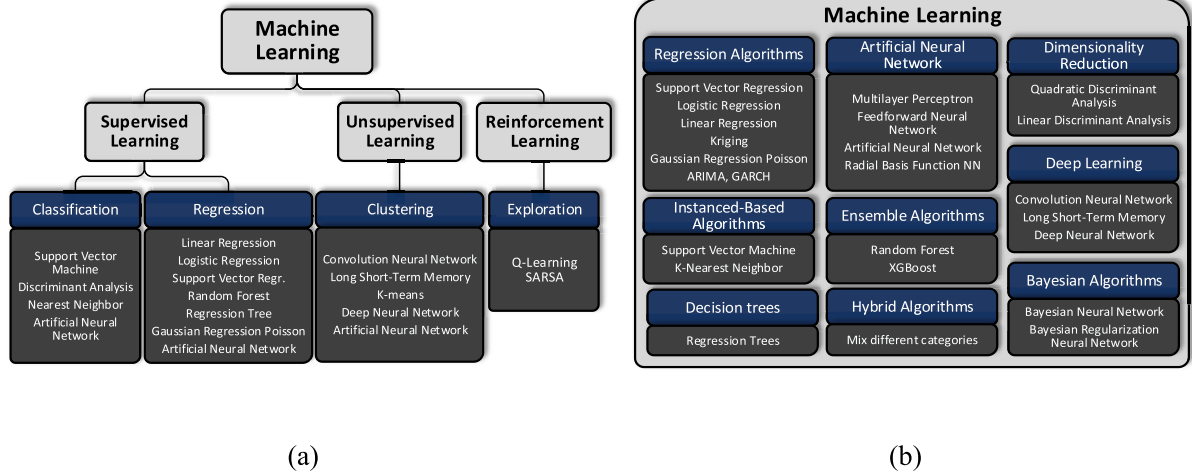 Machine
Learning
Supervised
Learning
Unsupervised
Learning
Reinforcement
Learning
Classification
Support Vector
Machine
Discriminant Analysis
Nearest Neighbor
Artificial Neural
Network
Regression
Linear Regression
Logistic Regression
Support Vector Regr.
Random Forest
Regression Tree
Gaussian Regression Poisson
Artificial Neural Network
Clustering
Convolution Neural Network
Long Short-Term Memory
K-means
Deep Neural Network
Artificial Neural Network
Exploration
Q-Learning
SARSA
(a)
Machine Learning
Regression Algorithms
Support Vector Regression
Logistic Regression
Linear Regression
Kriging
Gaussian Regression Poisson
ARIMA, GARCH
Instanced-Based
Algorithms
Support Vector Machine
K-Nearest Neighbor
Decision trees
Regression Trees
Artificial Neural
Network
Multilayer Perceptron
Feedforward Neural
Network
Artificial Neural Network
Radial Basis Function NN
Ensemble Algorithms
Random Forest
XGBoost
Hybrid Algorithms
Mix different categories
Dimensionality
Reduction
Quadratic Discriminant
Analysis
Linear Discriminant Analysis
Deep Learning
Convolution Neural Network
Long Short-Term Memory
Deep Neural Network
Bayesian Algorithms
Bayesian Neural Network
Bayesian Regularization
Neural Network
(b)